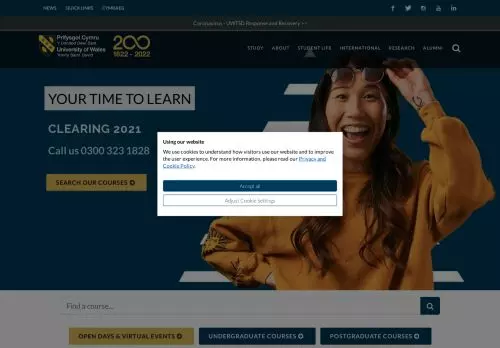 NEWS QUICK LINKS CYMRAEG
Coronavirus - UWTSD Response and Recovery >>
Prifysgol Cymru
Y Drindod Dewi Sant
University of Wales
Trinity Saint David
200
1822 - 2022
STUDY ABOUT STUDENT LIFE INTERNATIONAL RESEARCH ALUMNI
YOUR TIME TO LEARN
CLEARING 2021
Call us 0300 323 1828
SEARCH OUR COURSES
Using our website
We use cookies to understand how visitors use our website and to improve
the user experience. For more information, please read our Privacy and
Cookie Policy.
Accept all
Adjust Cookie Settings
Find a course...
OPEN DAYS & VIRTUAL EVENTS
UNDERGRADUATE COURSES
POSTGRADUATE COURSES